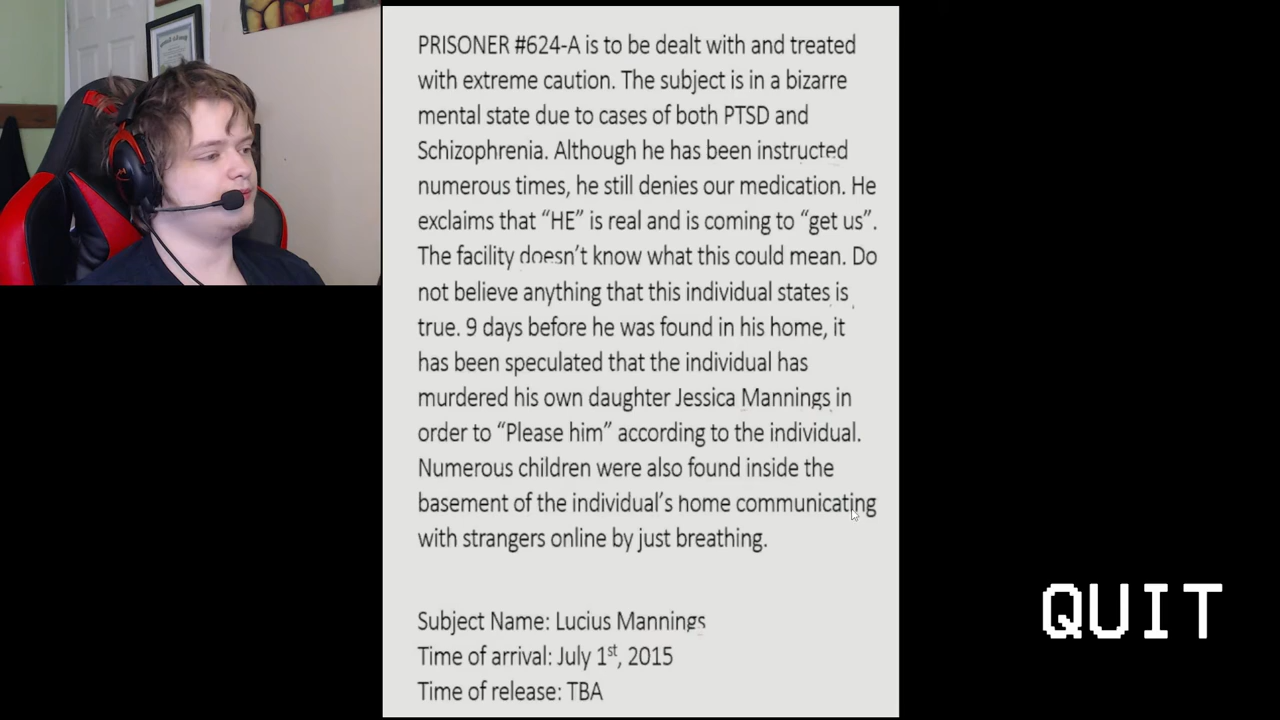 PRISONER #624-A is to be dealt with and treated
with extreme caution. The subject is in a bizarre
mental state due to cases of both PTSD and
Schizophrenia. Although he has been instructed
numerous times, he still denies our medication. He
exclaims that “HE” is real and is coming to “get us”.
The facility doesn’t know what this could mean. Do
not believe anything that this individual states is
true. 9 days before he was found in his home, it
has been speculated that the individual has
murdered his own daughter Jessica Mannings in
order to “Please him” according to the individual.
Numerous children were also found inside the
basement of the individual’s home communicating
with strangers online by just breathing.
Subject Name: Lucius Mannings
Time of arrival: July 1st, 2015
Time of release: TBA
QUIT